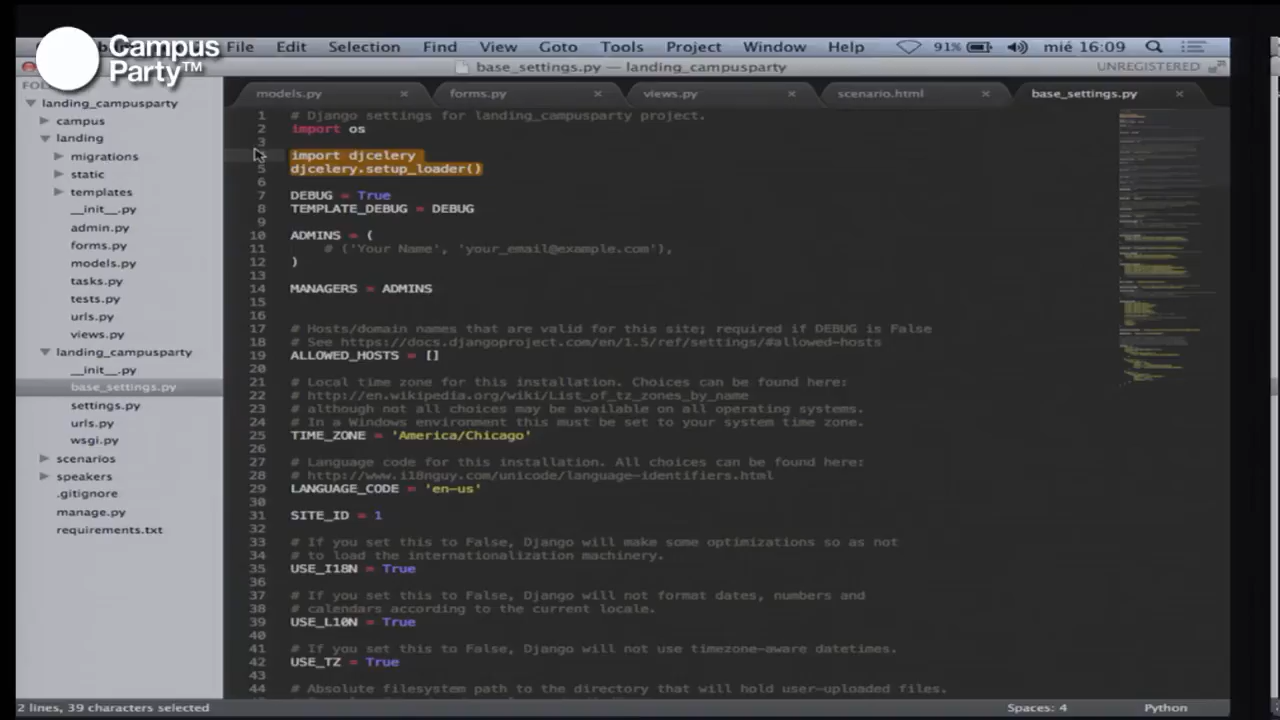 Campus
Party™
File Edit Selection Find View Goto Tools Project Window Help 91% mié 16:09
base_settings.py — landing_campusparty
UNREGISTERED
landing_campusparty
campus
landing
migrations
static
templates
__init__.py
admin.py
forms.py
models.py
tasks.py
tests.py
urls.py
views.py
landing_campusparty
__init__.py
base_settings.py
settings.py
urls.py
wsgi.py
scenarios
speakers
.gitignore
manage.py
requirements.txt
models.py × forms.py × views.py × scenario.html × base_settings.py ×
1 # Django settings for landing_campusparty project.
2 import os
3
import djcelery
5 djcelery.setup_loader()
6
7 DEBUG = True
8 TEMPLATE_DEBUG = DEBUG
9
10 ADMINS = (
11 # ('Your Name', 'your_email@example.com'),
12 )
13
14 MANAGERS = ADMINS
15
16
17 # Hosts/domain names that are valid for this site; required if DEBUG is False
18 # See https://docs.djangoproject.com/en/1.5/ref/settings/#allowed-hosts
19 ALLOWED_HOSTS = []
20
21 # Local time zone for this installation. Choices can be found here:
22 # http://en.wikipedia.org/wiki/List_of_tz_zones_by_name
23 # although not all choices may be available on all operating systems.
24 # In a Windows environment this must be set to your system time zone.
25 TIME_ZONE = 'America/Chicago'
26
27 # Language code for this installation. All choices can be found here:
28 # http://www.i18nguy.com/unicode/language-identifiers.html
29 LANGUAGE_CODE = 'en-us'
30
31 SITE_ID = 1
32
33 # If you set this to False, Django will make some optimizations so as not
34 # to load the internationalization machinery.
35 USE_I18N = True
36
37 # If you set this to False, Django will not format dates, numbers and
38 # calendars according to the current locale.
39 USE_L10N = True
40
41 # If you set this to False, Django will not use timezone-aware datetimes.
42 USE_TZ = True
43
44 # Absolute filesystem path to the directory that will hold user-uploaded files.
2 lines, 39 characters selected
Spaces: 4
Python